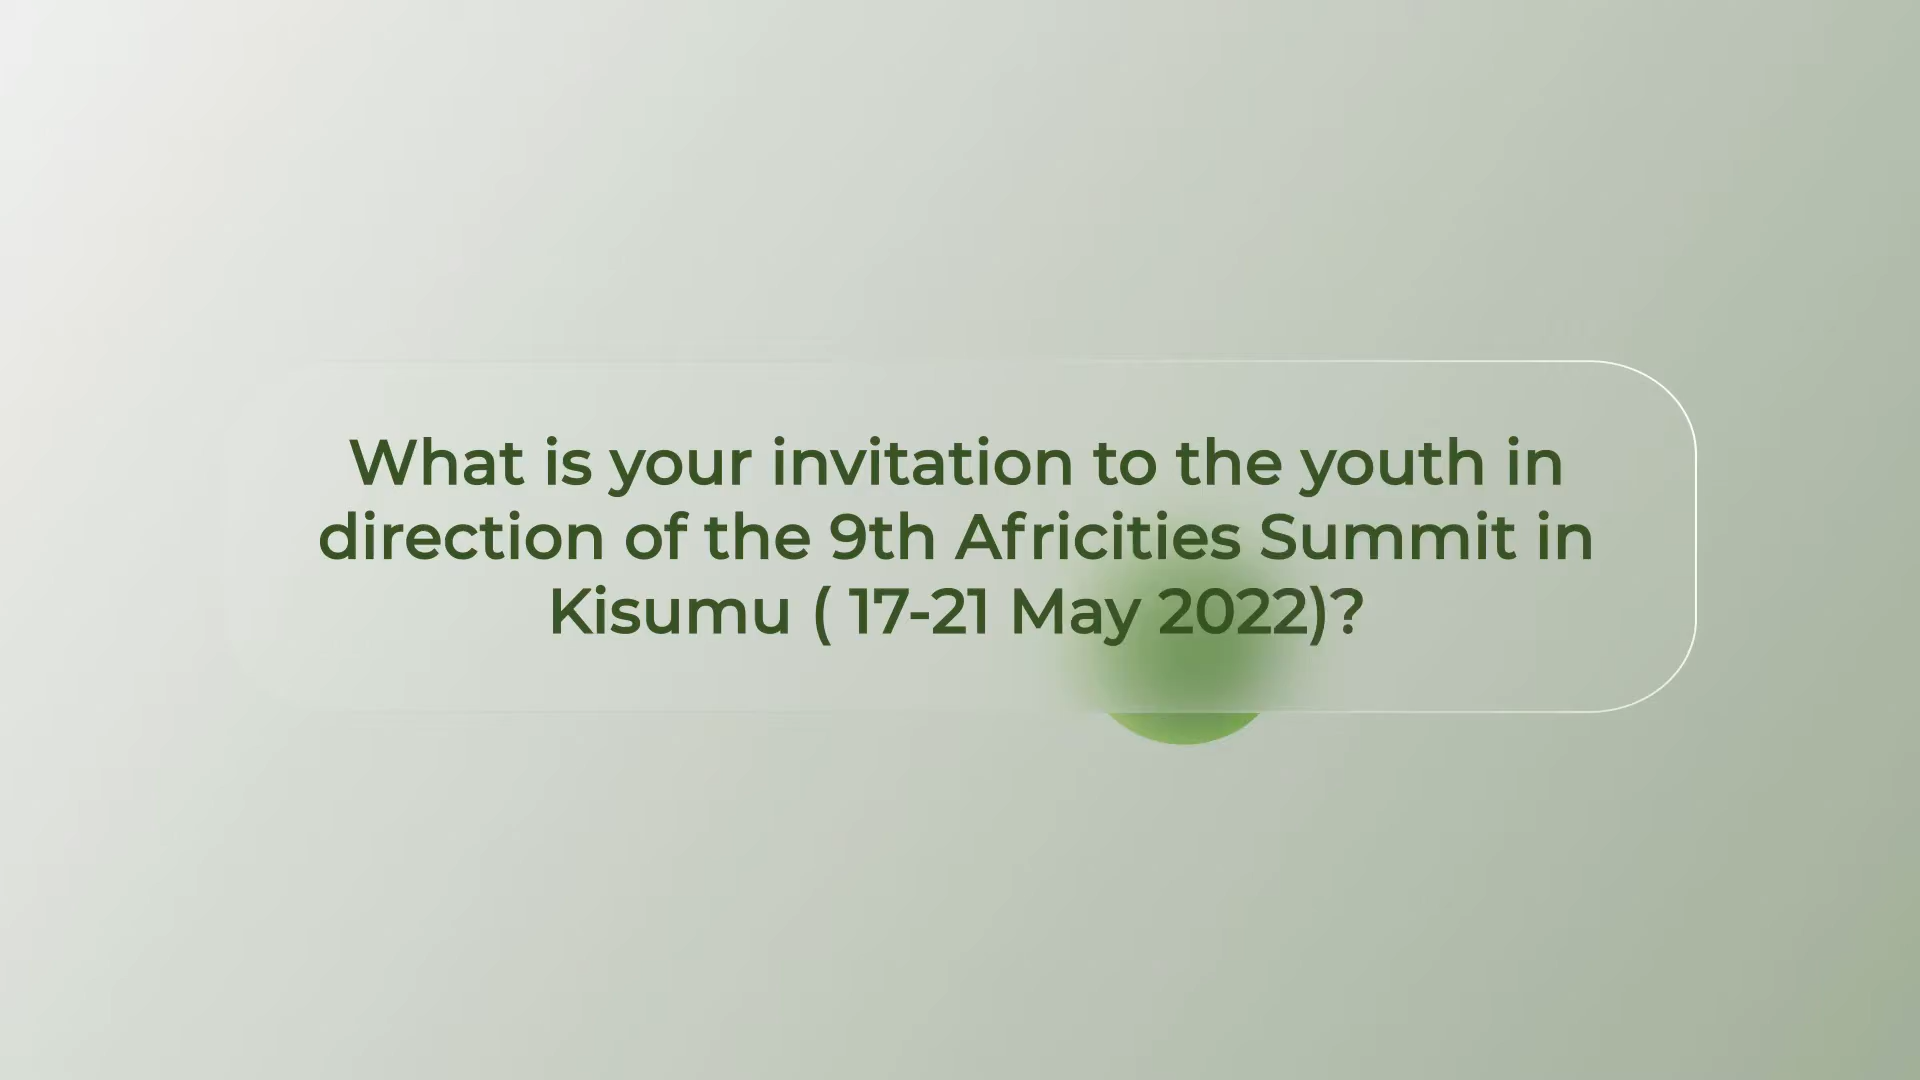 What is your invitation to the youth in
direction of the 9th Africities Summit in
Kisumu ( 17-21 May 2022)?